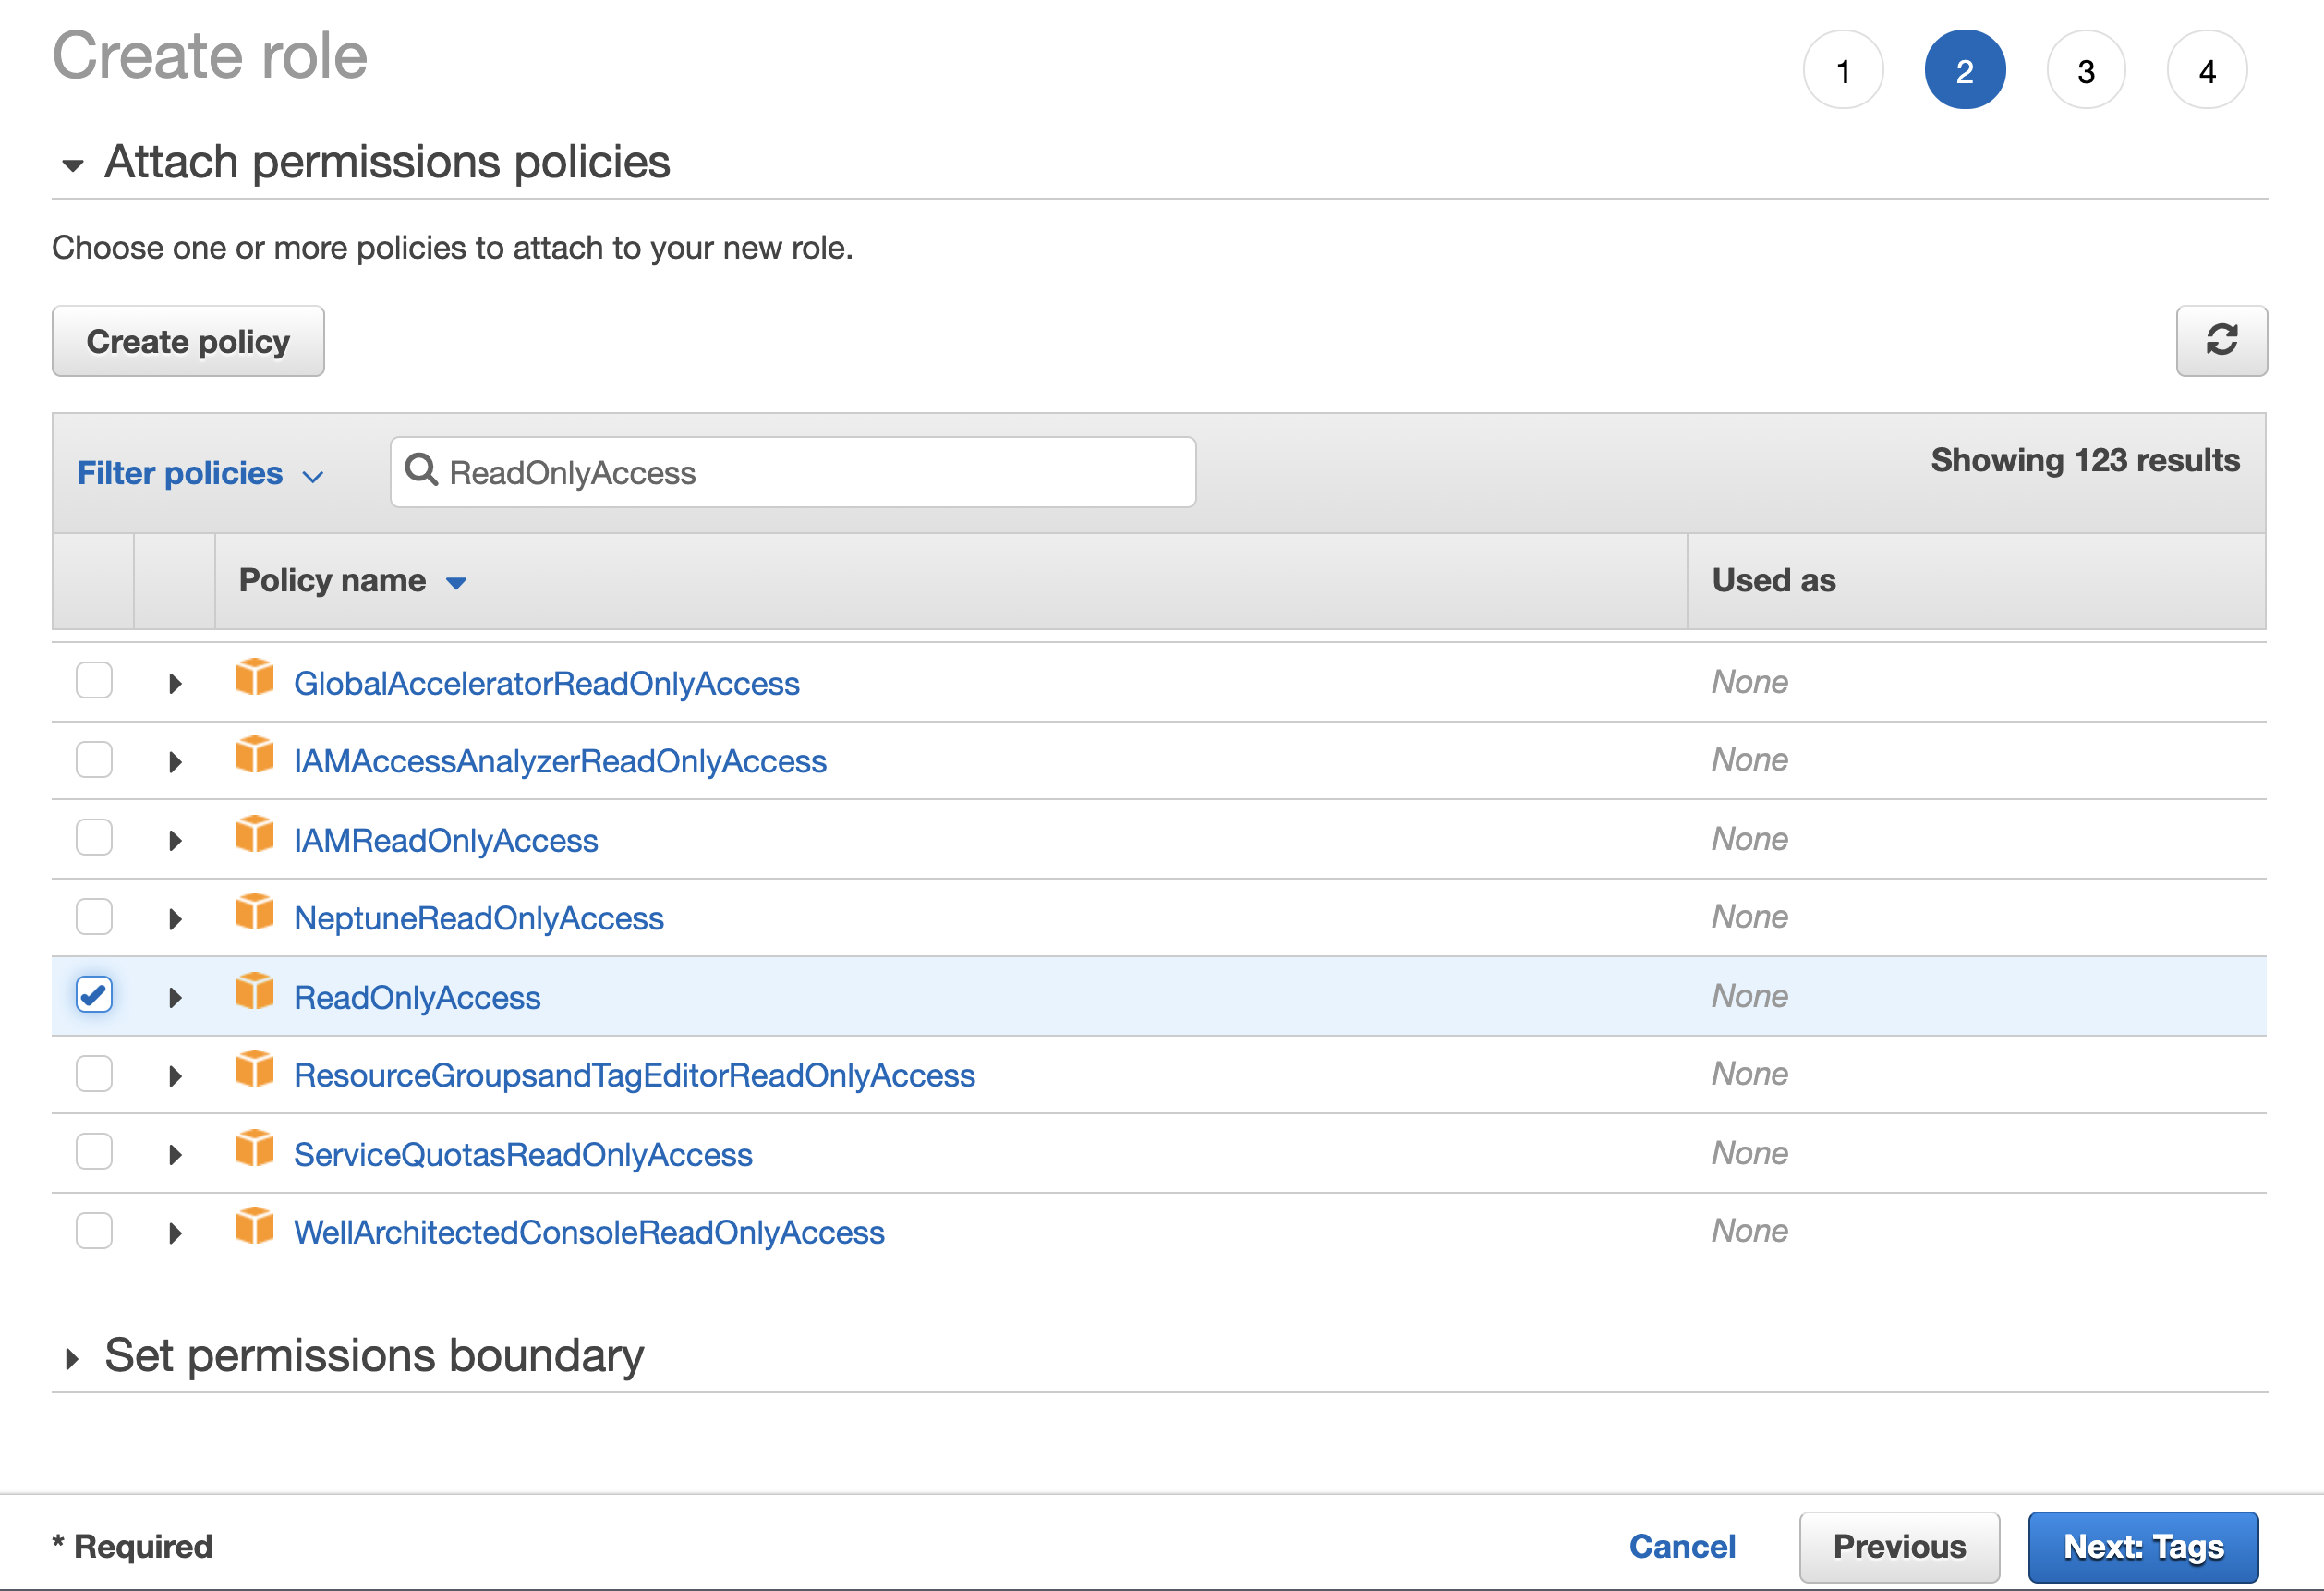 Create role
1 2 3 4
Attach permissions policies
Choose one or more policies to attach to your new role.
Create policy
Filter policies ReadOnlyAccess Showing 123 results
Policy name Used as
GlobalAcceleratorReadOnlyAccess None
IAMAccessAnalyzerReadOnlyAccess None
IAMReadOnlyAccess None
NeptuneReadOnlyAccess None
ReadOnlyAccess None
ResourceGroupsandTagEditorReadOnlyAccess None
ServiceQuotasReadOnlyAccess None
WellArchitectedConsoleReadOnlyAccess None
Set permissions boundary
* Required Cancel Previous Next: Tags